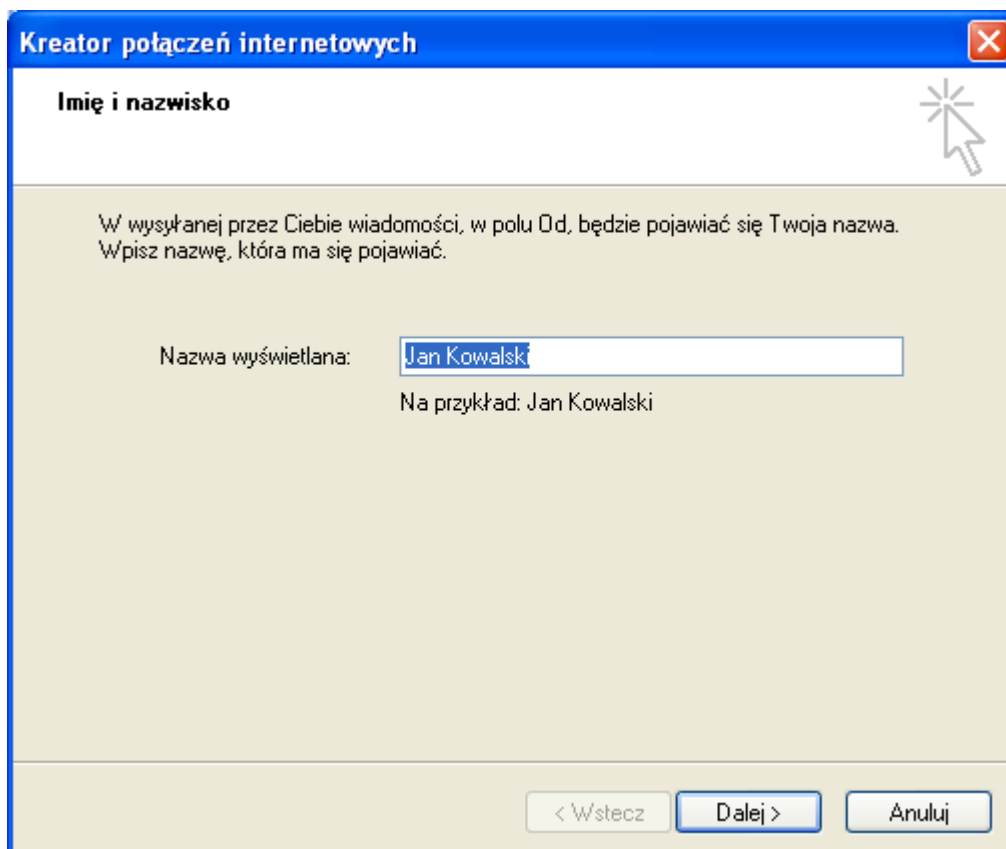 Kreator połączeń internetowych
Imię i nazwisko
W wysyłanej przez Ciebie wiadomości, w polu Od, będzie pojawiać się Twoja nazwa.
Wpisz nazwę, która ma się pojawiać.
Nazwa wyświetlana: Jan Kowalski
Na przykład: Jan Kowalski
< Wstecz Dalej > Anuluj